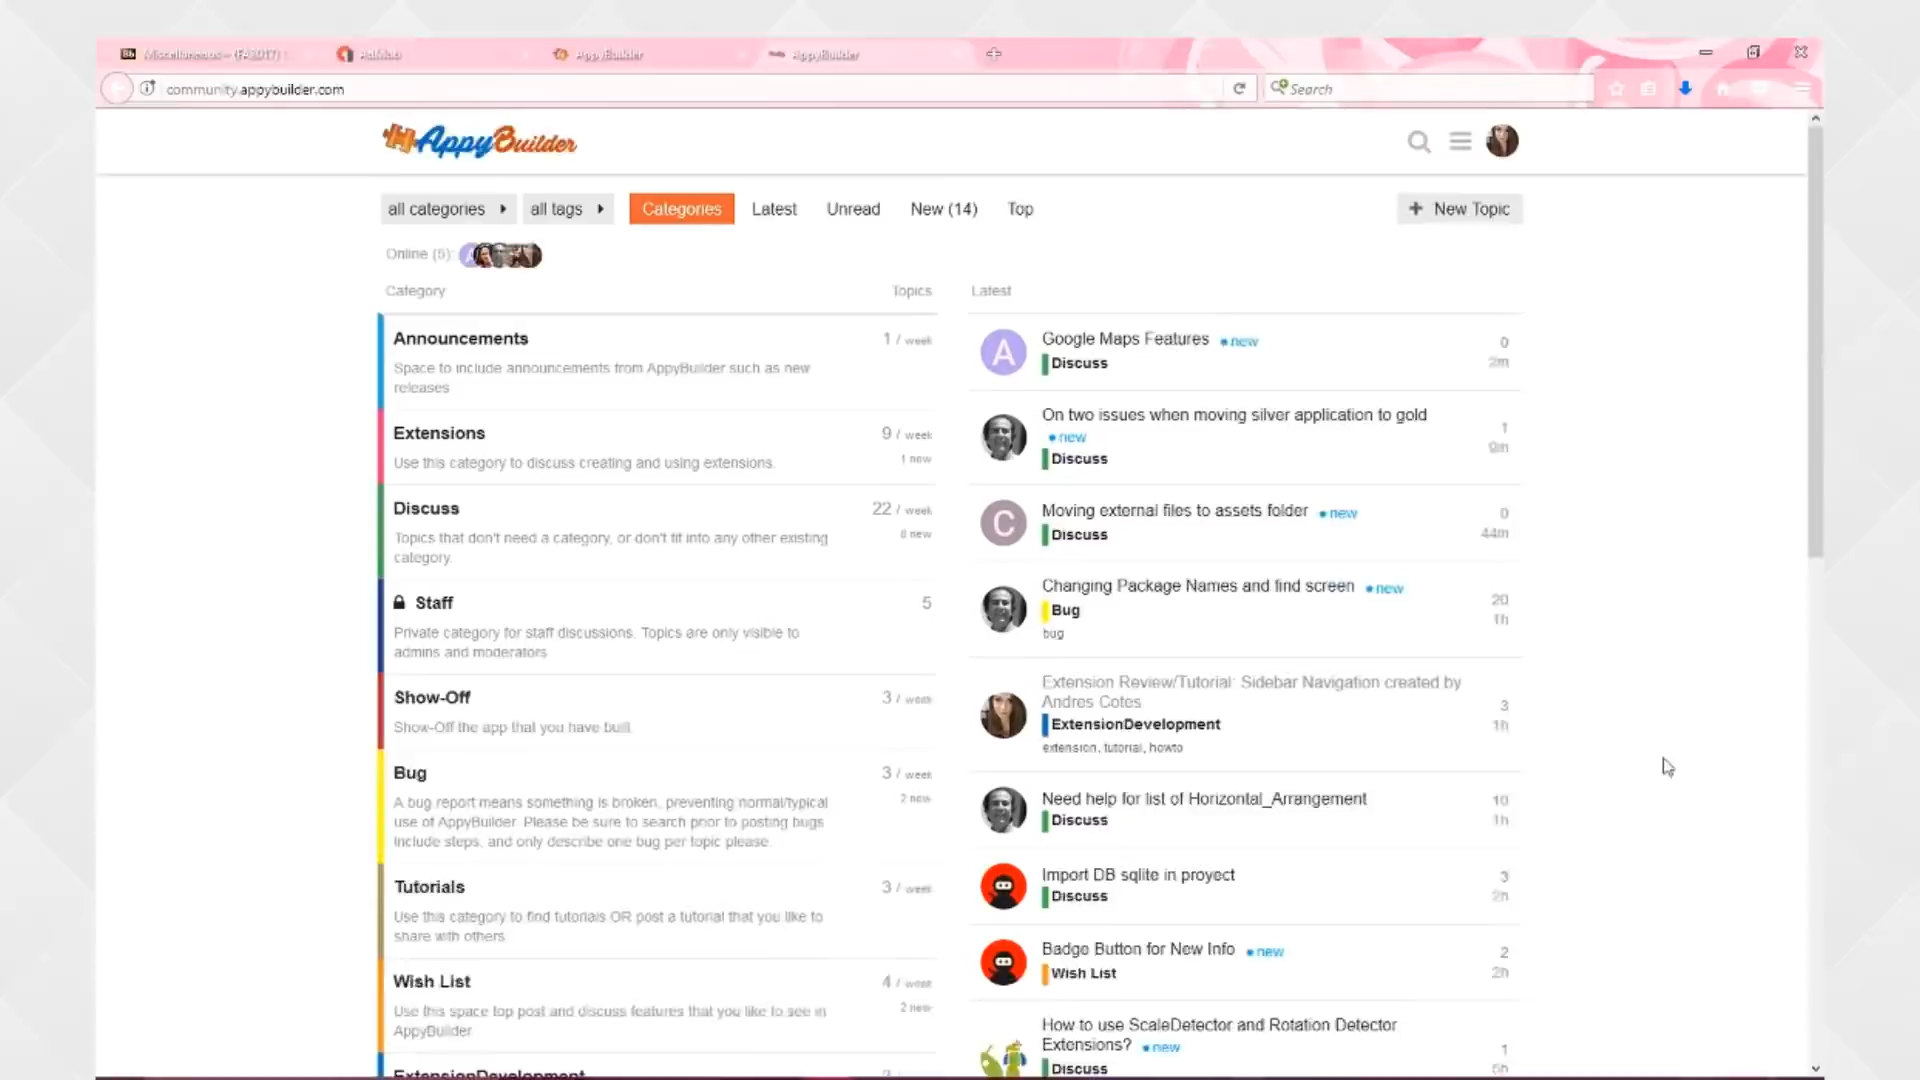 Miscellaneous – (FA2017)
AdMob
AppyBuilder
AppyBuilder
community.appybuilder.com
Search
AppyBuilder
all categories
all tags
Categories
Latest
Unread
New (14)
Top
+ New Topic
Online (5):
Category
Topics
Announcements
1 / week
Space to include announcements from AppyBuilder such as new
releases
Extensions
9 / week
Use this category to discuss creating and using extensions.
1 new
Discuss
22 / week
Topics that don't need a category, or don't fit into any other existing
8 new
category.
Staff
5
Private category for staff discussions. Topics are only visible to
admins and moderators
Show-Off
3 / week
Show-Off the app that you have built.
Bug
3 / week
A bug report means something is broken, preventing normal/typical
2 new
use of AppyBuilder. Please be sure to search prior to posting bugs
Include steps, and only describe one bug per topic please.
Tutorials
3 / week
Use this category to find tutorials OR post a tutorial that you like to
share with others
Wish List
4 / week
Use this space top post and discuss features that you like to see in
2 new
AppyBuilder
ExtensionDevelopment
Latest
A
Google Maps Features
new
0
Discuss
2m
On two issues when moving silver application to gold
new
1
Discuss
9m
C
Moving external files to assets folder
new
0
Discuss
44m
Changing Package Names and find screen
new
20
Bug
1h
bug
Extension Review/Tutorial: Sidebar Navigation created by
Andres Cotes
3
ExtensionDevelopment
1h
extension, tutorial, howto
Need help for list of Horizontal_Arrangement
10
Discuss
1h
Import DB sqlite in proyect
3
Discuss
2h
Badge Button for New Info
new
2
Wish List
2h
How to use ScaleDetector and Rotation Detector
Extensions?
new
1
Discuss